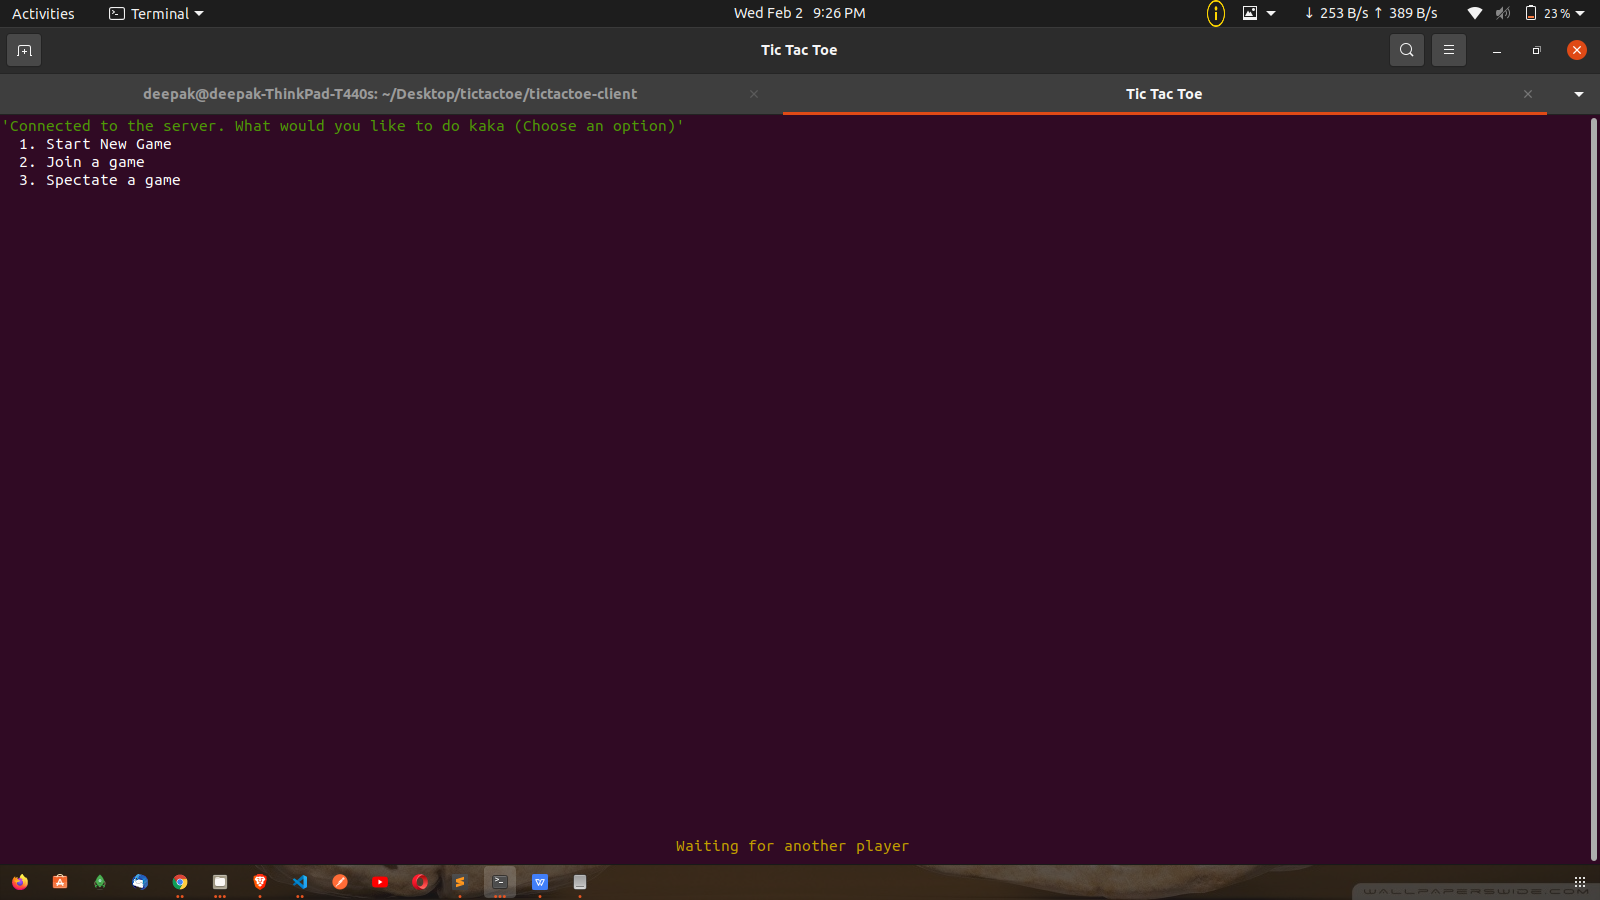 Activities Terminal Wed Feb 2 9:26 PM ↓ 253 B/s ↑ 389 B/s 23 %
Tic Tac Toe
deepak@deepak-ThinkPad-T440s: ~/Desktop/tictactoe/tictactoe-client Tic Tac Toe
'Connected to the server. What would you like to do kaka (Choose an option)'
1. Start New Game
2. Join a game
3. Spectate a game
Waiting for another player
WALLPAPERSWIDE.COM